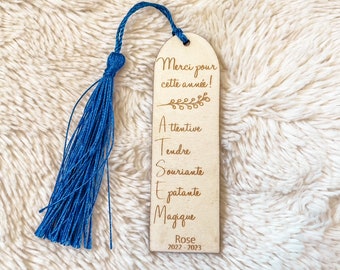 Merci pour
cette année !
Attentive
Tendre
Souriante
Epatante
Magique
Rose
2022 - 2023